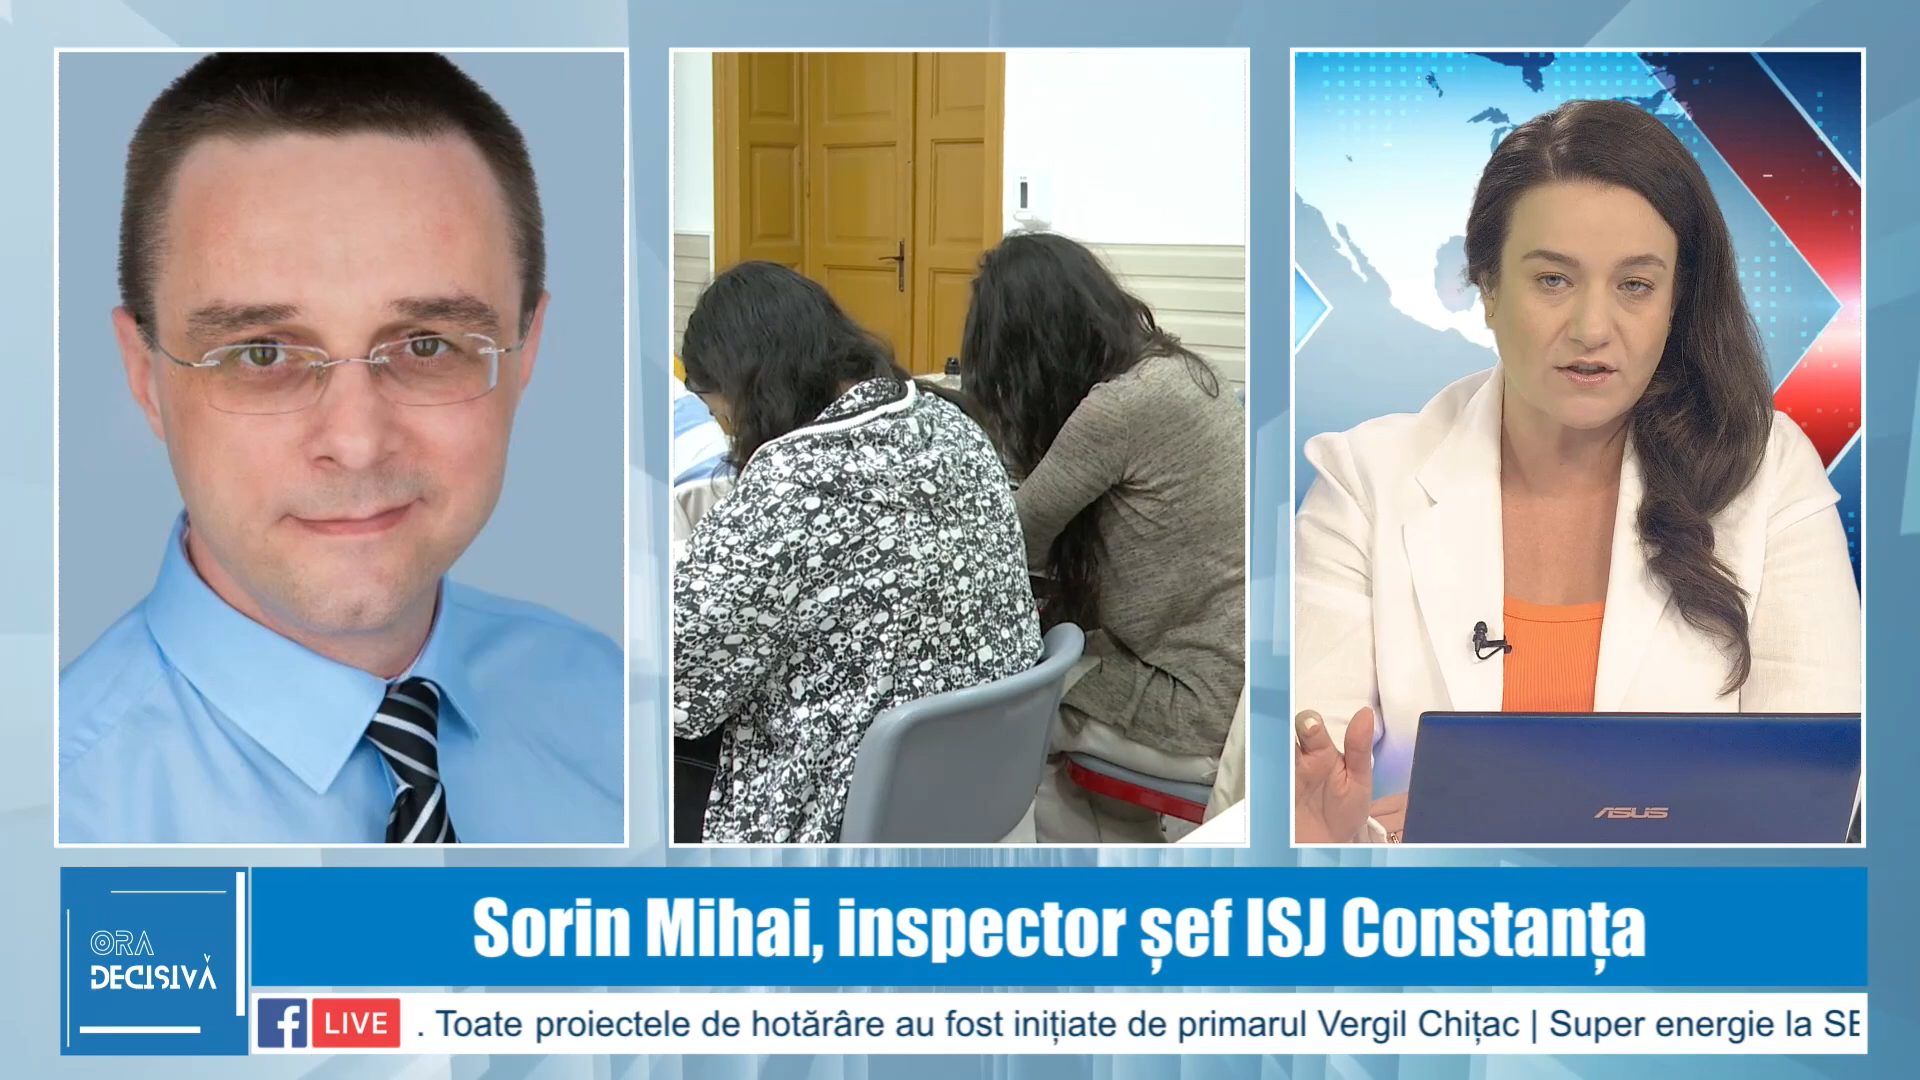 ASUS
Sorin Mihai, inspector șef ISJ Constanța
ORA
DECISIVĂ
LIVE
. Toate proiectele de hotărâre au fost inițiate de primarul Vergil Chițac | Super energie la SE